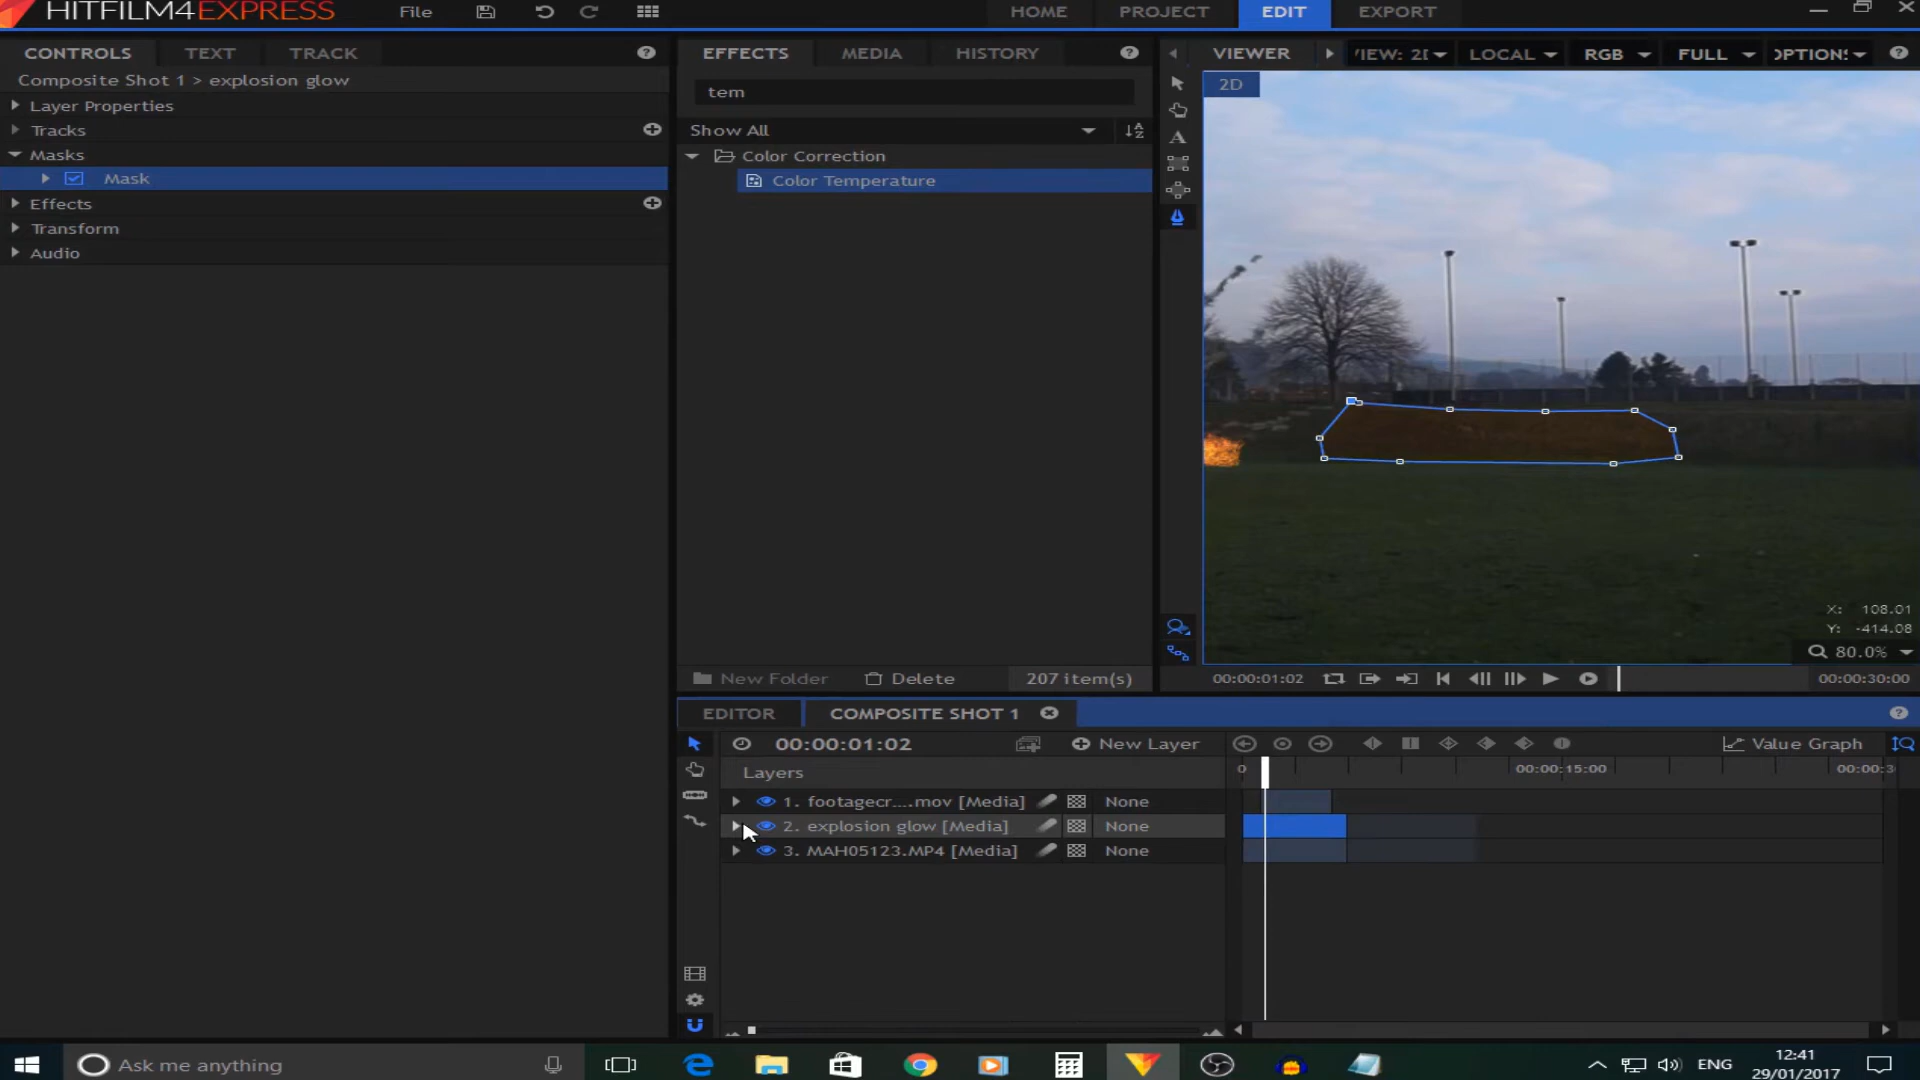 HITFILM4EXPRESS File HOME PROJECT EDIT EXPORT
CONTROLS TEXT TRACK
Composite Shot 1 > explosion glow
Layer Properties
Tracks
Masks
Mask
Effects
Transform
Audio
EFFECTS MEDIA HISTORY
tem
Show All
Color Correction
Color Temperature
New Folder Delete 207 item(s)
VIEWER LOCAL RGB FULL
2D
X: 108.01
Y: -414.08
80.0%
00:00:01:02 00:00:30:00
EDITOR COMPOSITE SHOT 1
00:00:01:02 New Layer Value Graph
Layers 0 00:00:15:00 00:00:3
1. footagecr....mov [Media] None
2. explosion glow [Media] None
3. MAH05123.MP4 [Media] None
Ask me anything
ENG
12:41
29/01/2017